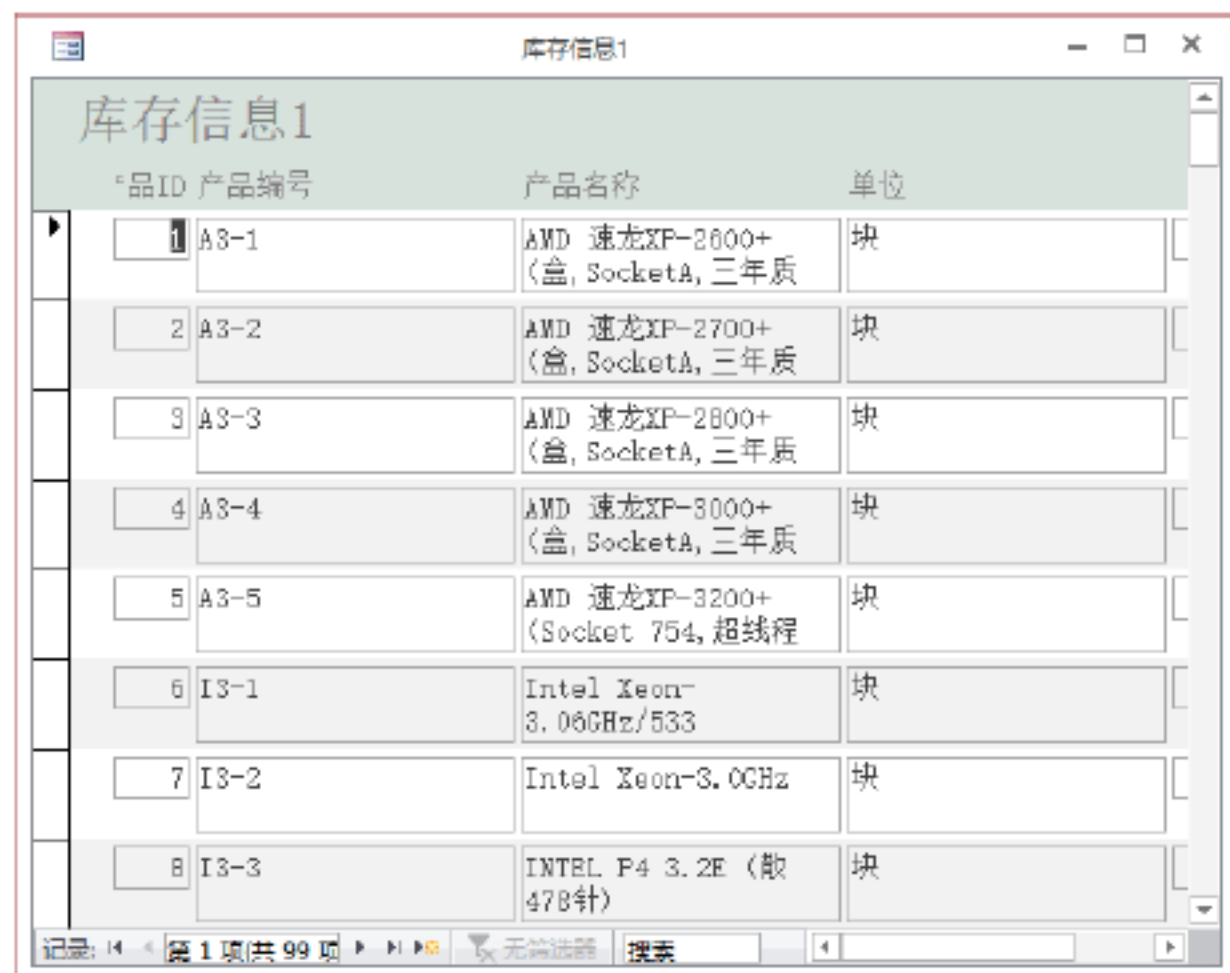 库存信息1
库存信息1
品ID 产品编号 产品名称 单位
1 A3-1 AMD 速龙XP-2600+ 块
(盒,SocketA,三年质
2 A3-2 AMD 速龙XP-2700+ 块
(盒,SocketA,三年质
3 A3-3 AMD 速龙XP-2800+ 块
(盒,SocketA,三年质
4 A3-4 AMD 速龙XP-3000+ 块
(盒,SocketA,三年质
5 A3-5 AMD 速龙XP-3200+ 块
(Socket 754,超线程
6 I3-1 Intel Xeon- 块
3.06GHz/533
7 I3-2 Intel Xeon-3.0GHz 块
8 I3-3 INTEL P4 3.2E (散 块
478针)
记录: 第 1 项(共 99 项 无筛选器 搜索